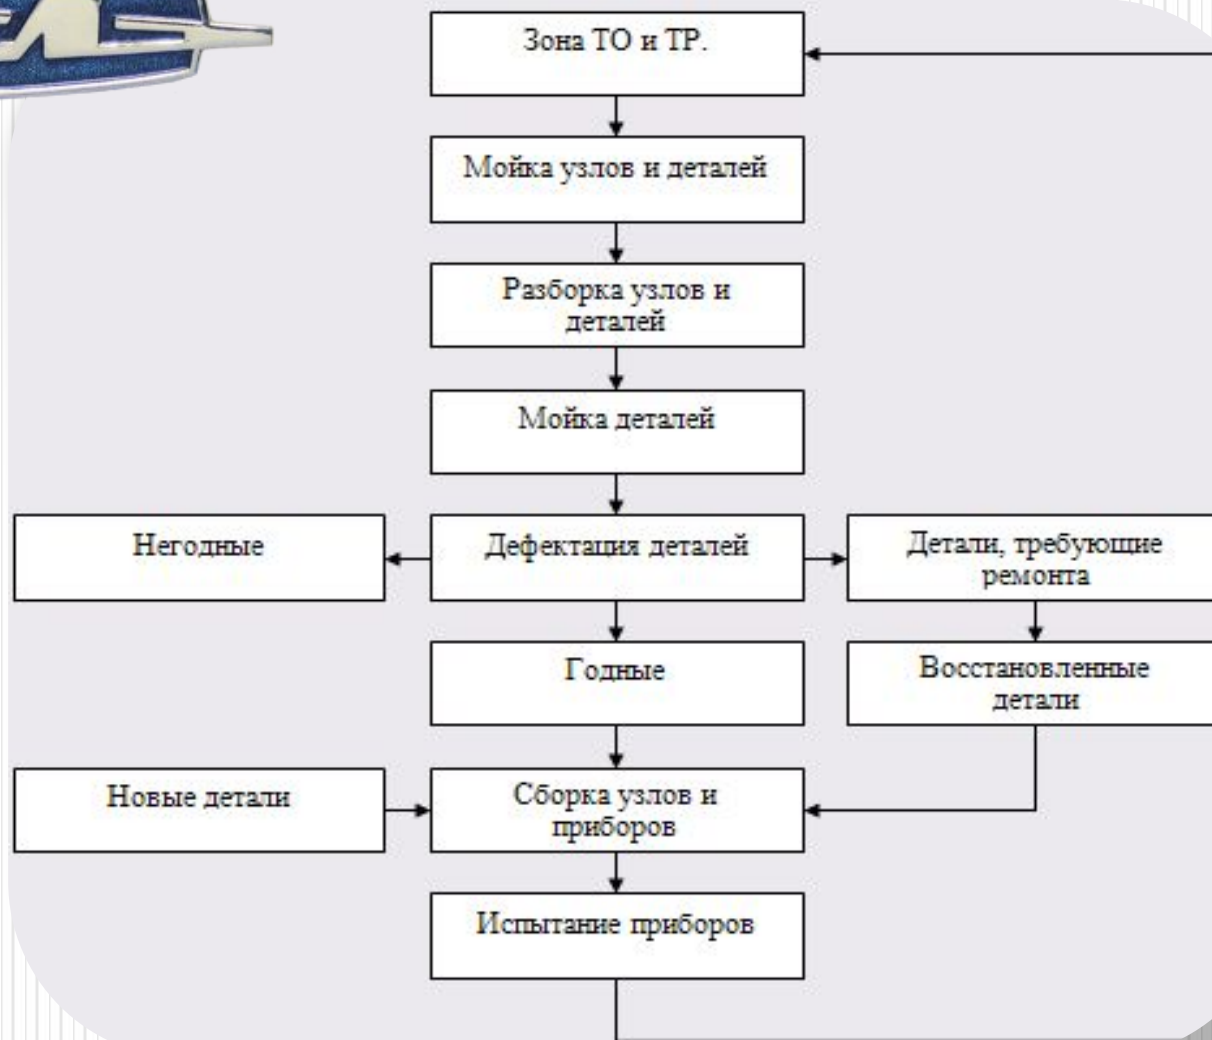 Зона ТО и ТР.
Мойка узлов и деталей
Разборка узлов и
деталей
Мойка деталей
Негодные
Дефектация деталей
Детали, требующие
ремонта
Годные
Восстановленные
детали
Новые детали
Сборка узлов и
приборов
Испытание приборов